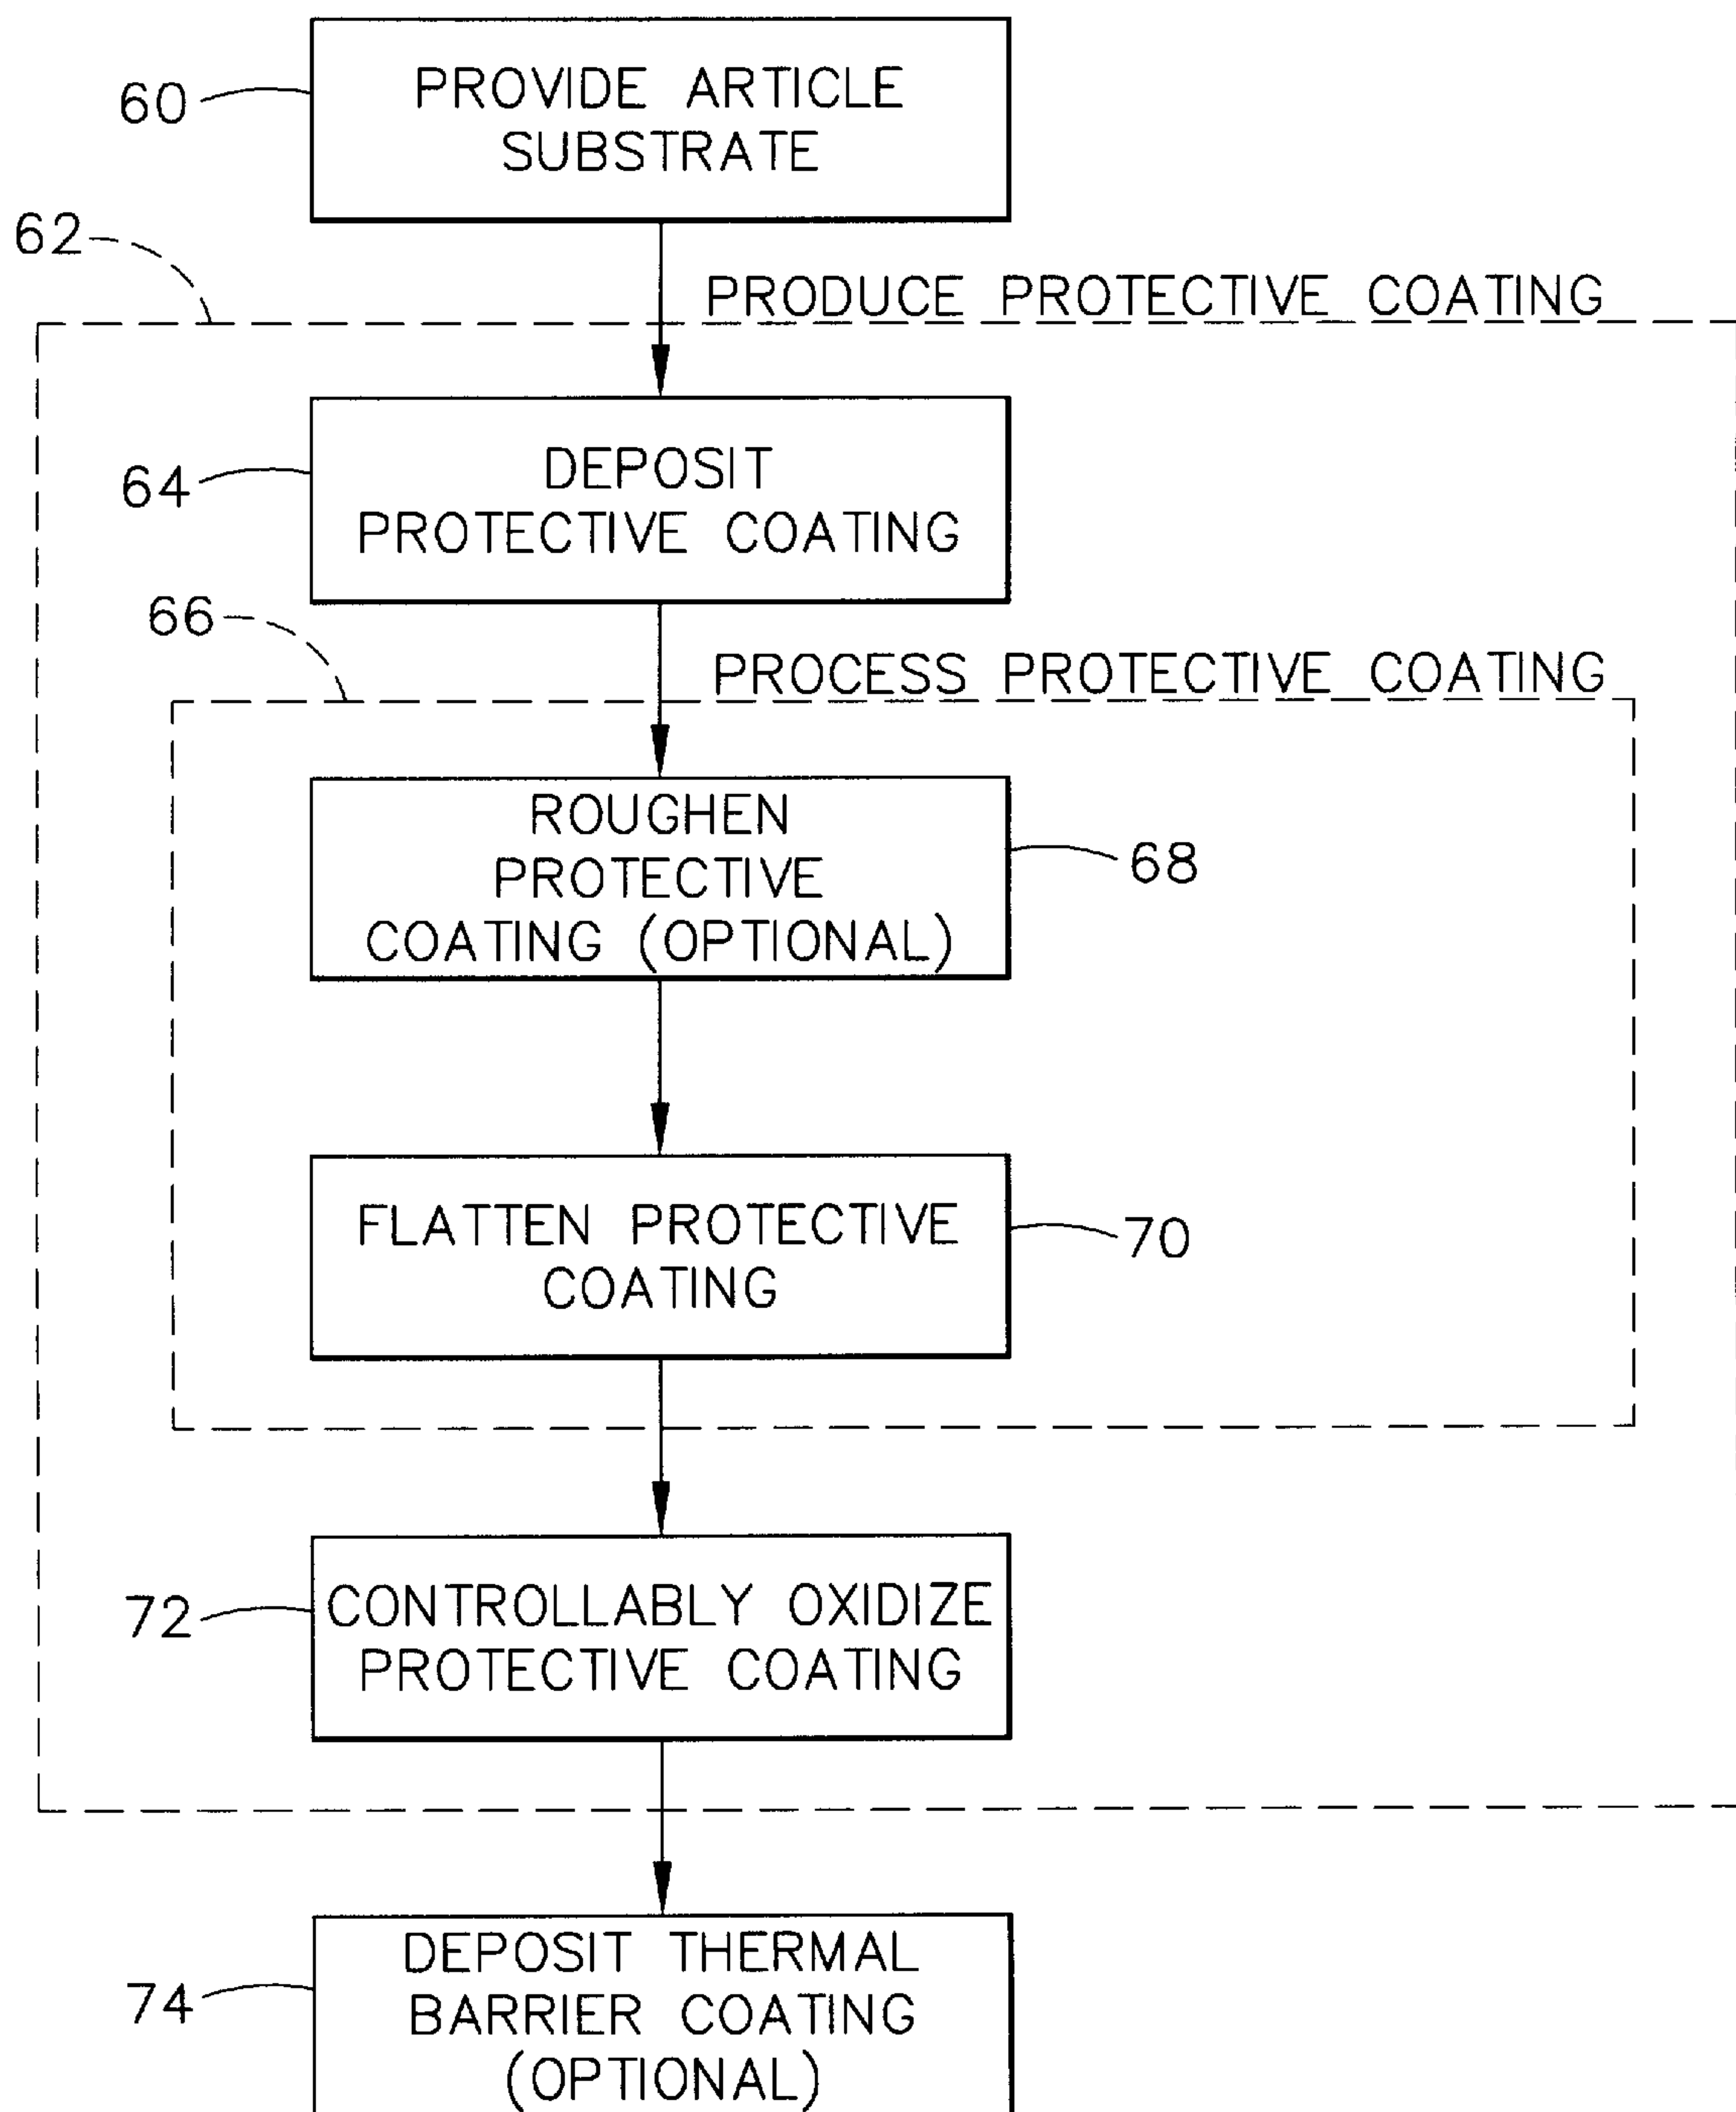 60
PROVIDE ARTICLE
SUBSTRATE
62
PRODUCE PROTECTIVE COATING
64
DEPOSIT
PROTECTIVE COATING
66
PROCESS PROTECTIVE COATING
ROUGHEN
PROTECTIVE
COATING (OPTIONAL)
68
FLATTEN PROTECTIVE
COATING
70
72
CONTROLLABLY OXIDIZE
PROTECTIVE COATING
74
DEPOSIT THERMAL
BARRIER COATING
(OPTIONAL)